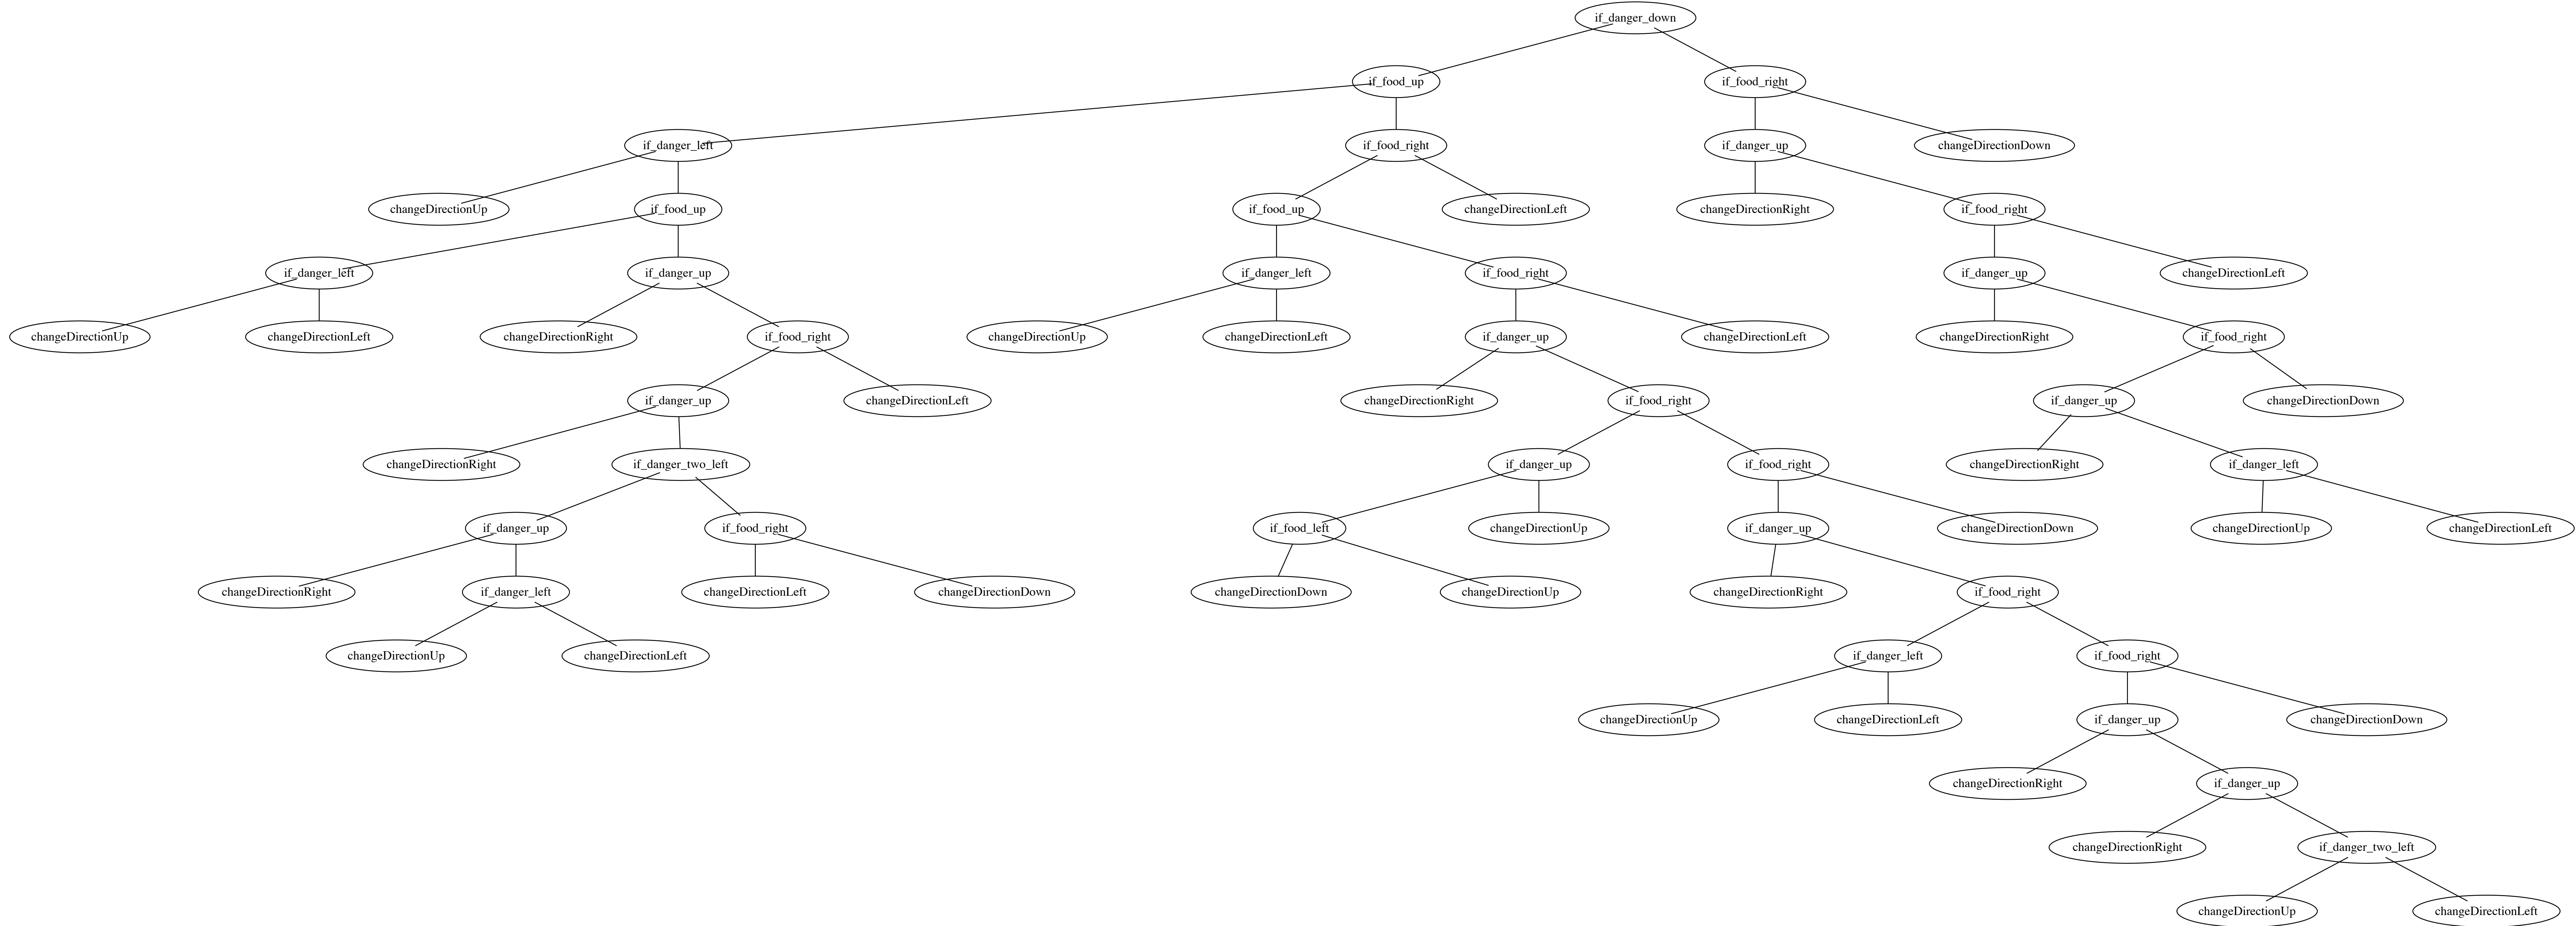 if_danger_down
if_food_up
if_food_right
if_danger_left
if_food_right
if_danger_up
changeDirectionDown
changeDirectionUp
if_food_up
if_food_up
changeDirectionLeft
changeDirectionRight
if_food_right
if_danger_left
if_danger_up
if_danger_left
if_food_right
if_danger_up
changeDirectionLeft
changeDirectionUp
changeDirectionLeft
changeDirectionRight
if_food_right
changeDirectionUp
changeDirectionLeft
if_danger_up
changeDirectionLeft
changeDirectionRight
if_food_right
if_danger_up
changeDirectionLeft
changeDirectionRight
if_food_right
if_danger_up
changeDirectionDown
changeDirectionRight
if_danger_two_left
if_danger_up
if_food_right
changeDirectionRight
if_danger_left
if_danger_up
if_food_right
if_food_left
changeDirectionUp
if_danger_up
changeDirectionDown
changeDirectionUp
changeDirectionLeft
changeDirectionRight
if_danger_left
changeDirectionLeft
changeDirectionDown
changeDirectionDown
changeDirectionUp
changeDirectionRight
if_food_right
changeDirectionUp
changeDirectionLeft
if_danger_left
if_food_right
changeDirectionUp
changeDirectionLeft
if_danger_up
changeDirectionDown
changeDirectionRight
if_danger_up
changeDirectionRight
if_danger_two_left
changeDirectionUp
changeDirectionLeft